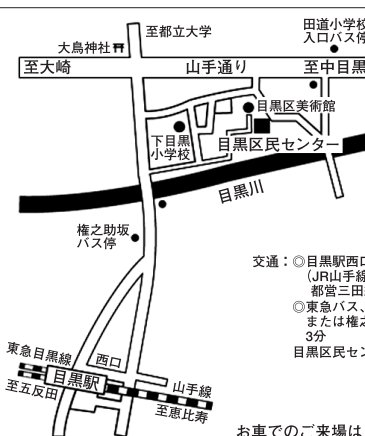 至都立大学
田道小学校
入口バス停
大鳥神社
至大崎
山手通り
至中目黒
目黒区美術館
下目黒
小学校
目黒区民センター
目黒川
権之助坂
バス停
交通：◎目黒駅西口
（JR山手線
都営三田
◎東急バス、
または権之
3分
目黒区民セン
東急目黒線
西口
目黒駅
山手線
至五反田
至恵比寿
お車でのご来場は